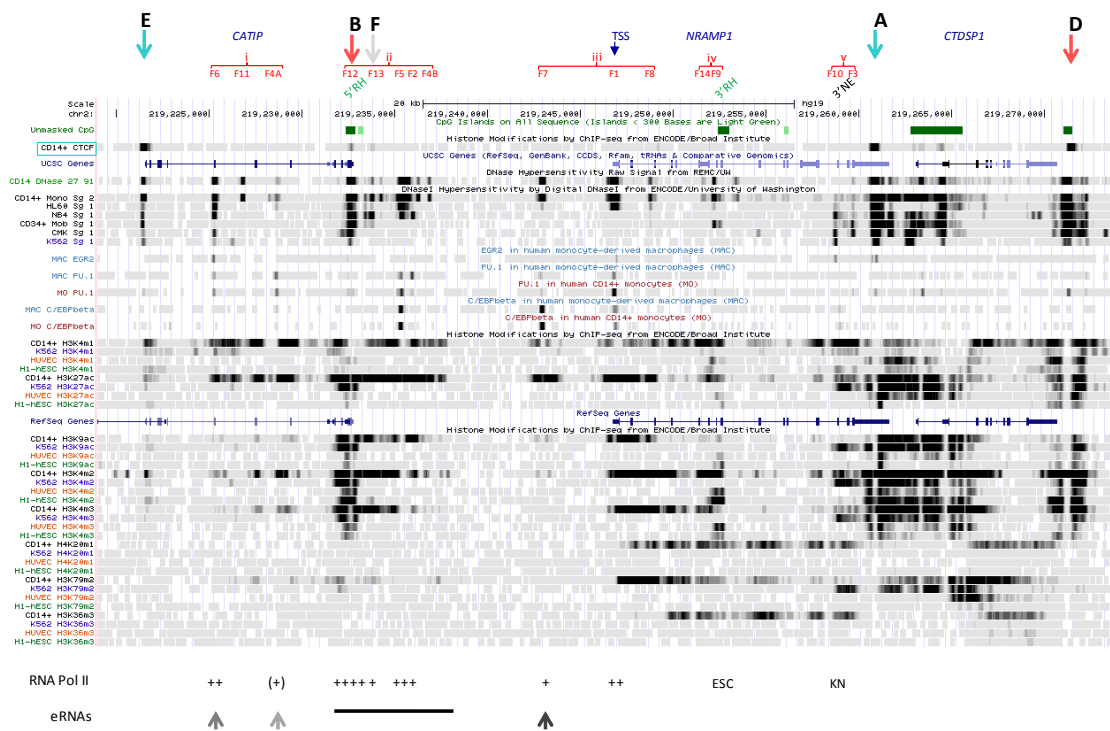 E B F A D
CATIP TSS NRAMP1 CTDSP1
i ii iii iv v
F6 F11 F4A F12 F13 F5 F2 F4B F7 F1 F8 F14 F9 F10 F3
5'RH 3'RH 3'NE
Scale 20 kb hg19
chr2: 219,225,000 219,230,000 219,235,000 219,240,000 219,245,000 219,250,000 219,255,000 219,260,000 219,265,000 219,270,000
CpG Islands on All Sequence (Islands < 300 Bases are Light Green)
Unmasked CpG
Histone Modifications by ChIP-seq from ENCODE/Broad Institute
CD14+ CTCF
UCSC Genes (RefSeq, GenBank, CCDS, Rfam, tRNAs & Comparative Genomics)
UCSC Genes
DNase Hypersensitivity Raw Signal from REMC/UW
CD14 DNase 27 91
DNaseI Hypersensitivity by Digital DNaseI from ENCODE/University of Washington
CD14+ Mono Sg 2
HL60 Sg 1
NB4 Sg 1
CD34+ Mob Sg 1
CMK Sg 1
K562 Sg 1
EGR2 in human monocyte-derived macrophages (MAC)
MAC EGR2
PU.1 in human monocyte-derived macrophages (MAC)
MAC PU.1
PU.1 in human CD14+ monocytes (MO)
MO PU.1
C/EBPbeta in human monocyte-derived macrophages (MAC)
MAC C/EBPbeta
C/EBPbeta in human CD14+ monocytes (MO)
MO C/EBPbeta
Histone Modifications by ChIP-seq from ENCODE/Broad Institute
CD14+ H3K4m1
K562 H3K4m1
HUVEC H3K4m1
H1-hESC H3K4m1
CD14+ H3K27ac
K562 H3K27ac
HUVEC H3K27ac
H1-hESC H3K27ac
RefSeq Genes
RefSeq Genes
Histone Modifications by ChIP-seq from ENCODE/Broad Institute
CD14+ H3K9ac
K562 H3K9ac
HUVEC H3K9ac
H1-hESC H3K9ac
CD14+ H3K4m2
K562 H3K4m2
HUVEC H3K4m2
H1-hESC H3K4m2
CD14+ H3K4m3
K562 H3K4m3
HUVEC H3K4m3
H1-hESC H3K4m3
CD14+ H4K20m1
K562 H4K20m1
HUVEC H4K20m1
H1-hESC H4K20m1
CD14+ H3K79m2
K562 H3K79m2
HUVEC H3K79m2
H1-hESC H3K79m2
CD14+ H3K36m3
K562 H3K36m3
HUVEC H3K36m3
H1-hESC H3K36m3
RNA Pol II ++ (+) ++++ + +++ + ++ ESC KN
eRNAs